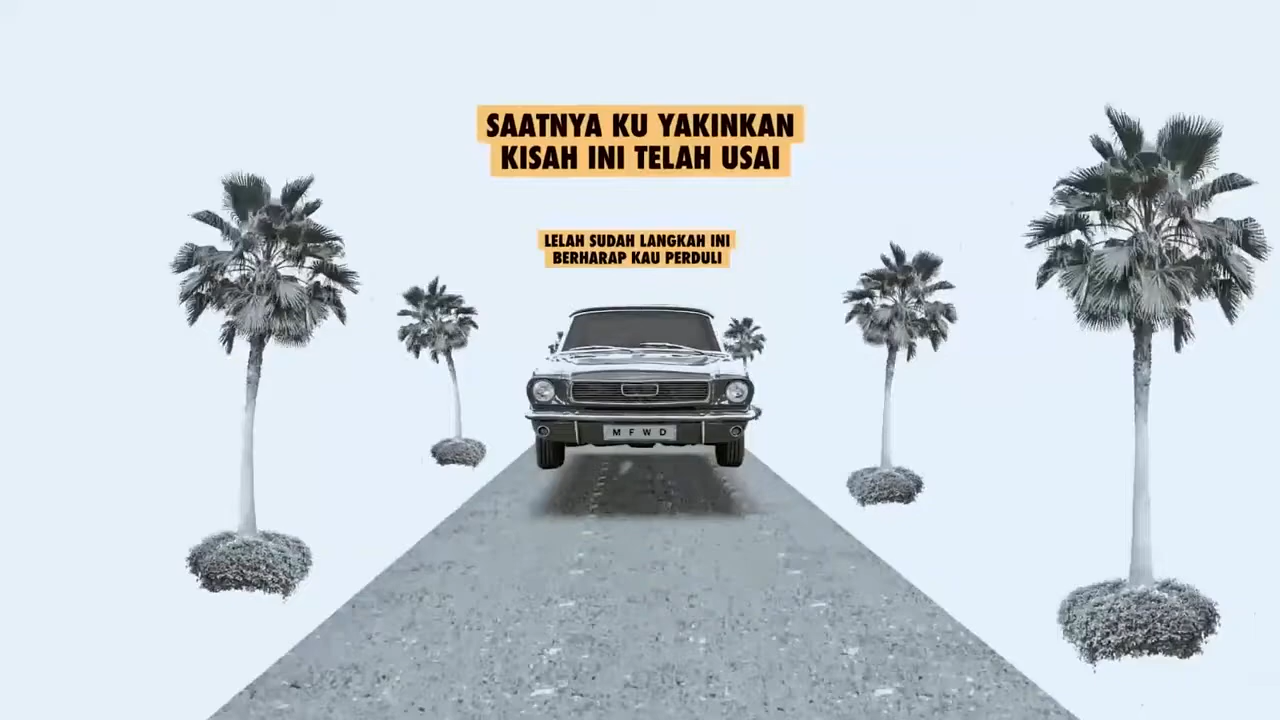 SAATNYA KU YAKINKAN
KISAH INI TELAH USAI
LELAH SUDAH LANGKAH INI
BERHARAP KAU PERDULI
M F W D